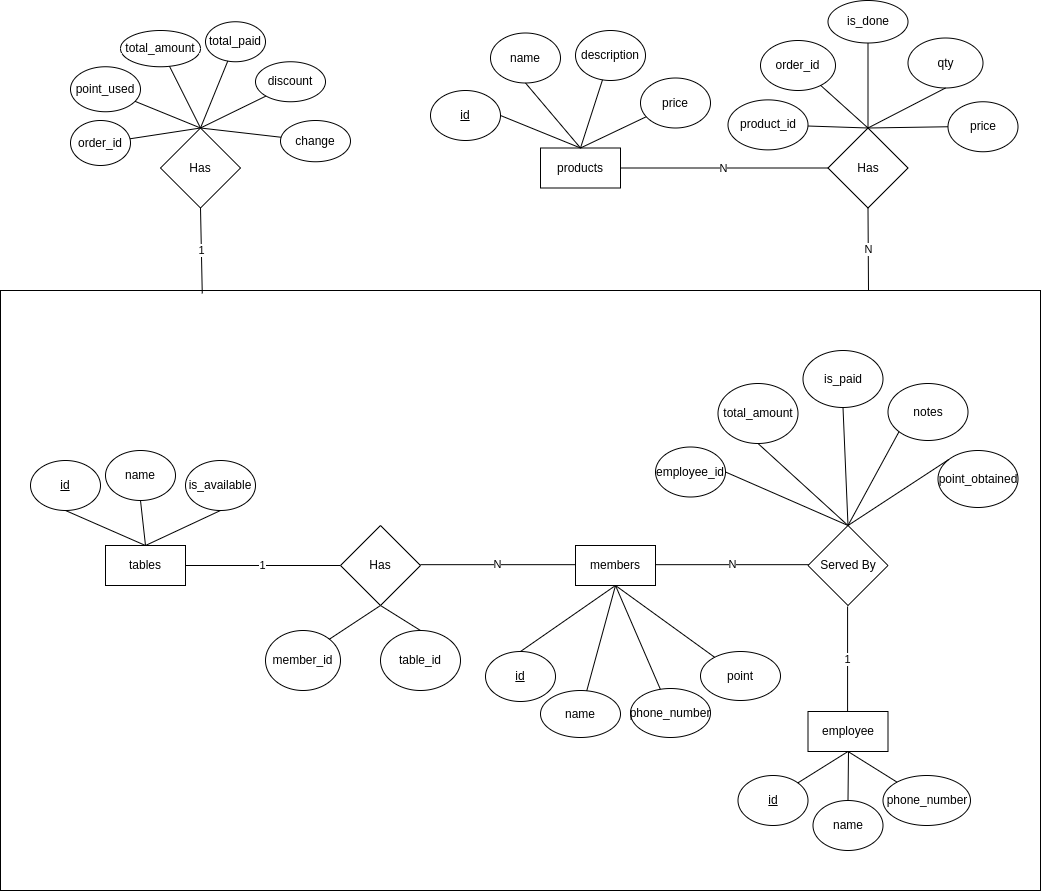 is_done
total_amount
total_paid
name
description
order_id
qty
point_used
discount
id
price
product_id
price
order_id
change
Has
products
N
Has
1
N
is_paid
total_amount
notes
employee_id
point_obtained
id
name
is_available
tables
1
Has
N
members
N
Served By
member_id
table_id
id
name
phone_number
point
1
employee
id
name
phone_number